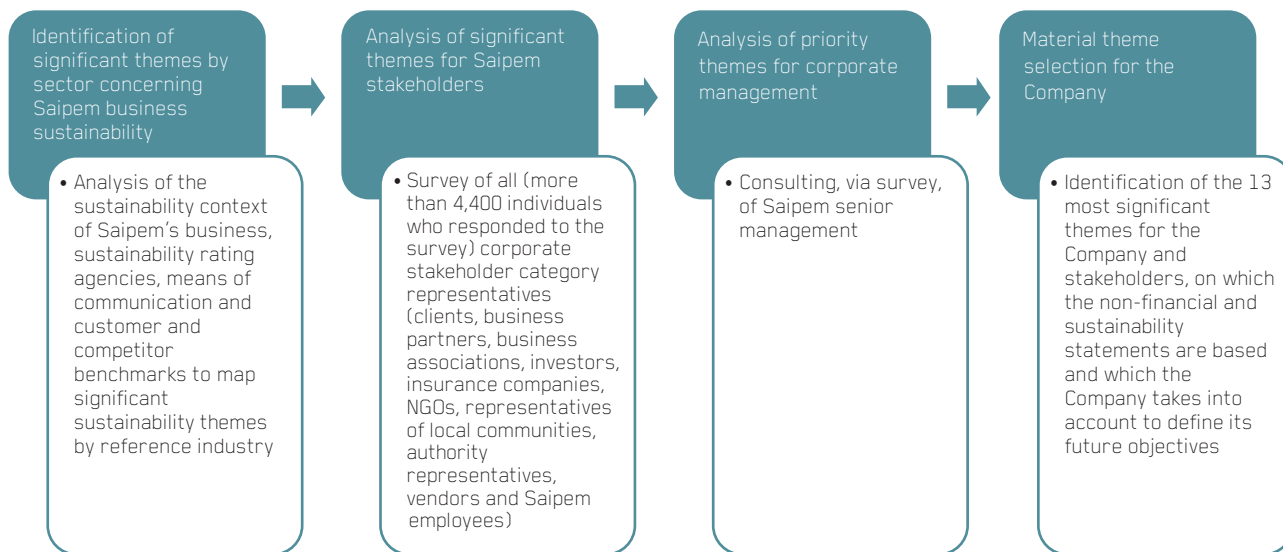 Identification of
significant themes by
sector concerning
Saipem business
sustainability
• Analysis of the
sustainability context
of Saipem's business,
sustainability rating
agencies, means of
communication and
customer and
competitor
benchmarks to map
significant
sustainability themes
by reference industry
Analysis of significant
themes for Saipem
stakeholders
• Survey of all (more
than 4,400 individuals
who responded to the
survey) corporate
stakeholder category
representatives
(clients, business
partners, business
associations, investors,
insurance companies,
NGOs, representatives
of local communities,
authority
representatives,
vendors and Saipem
employees)
Analysis of priority
themes for corporate
management
• Consulting, via survey,
of Saipem senior
management
Material theme
selection for the
Company
• Identification of the 13
most significant
themes for the
Company and
stakeholders, on which
the non-financial and
sustainability
statements are based
and which the
Company takes into
account to define its
future objectives